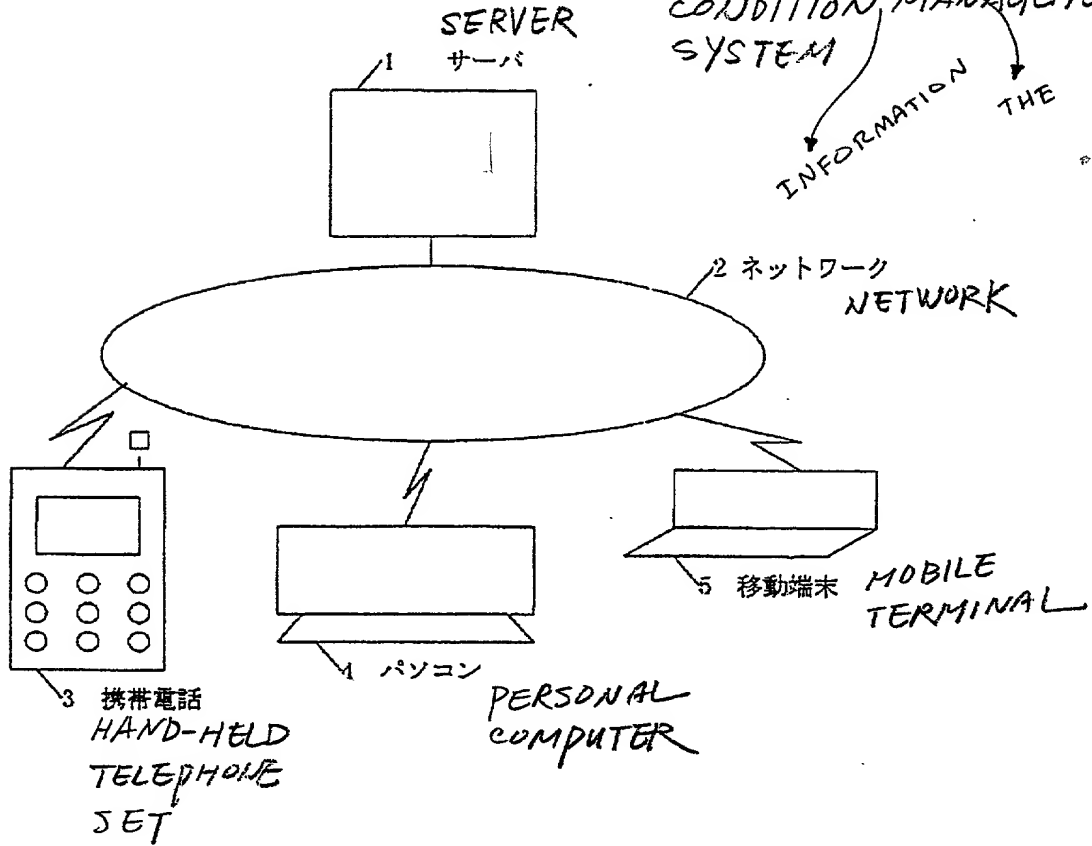 SERVER
CONDITION
SYSTEM
1 サーバ
INFORMATION
THE
2 ネットワーク
NETWORK
5 移動端末 MOBILE
TERMINAL
4 パソコン
PERSONAL
COMPUTER
3 携帯電話
HAND-HELD
TELEPHONE
SET